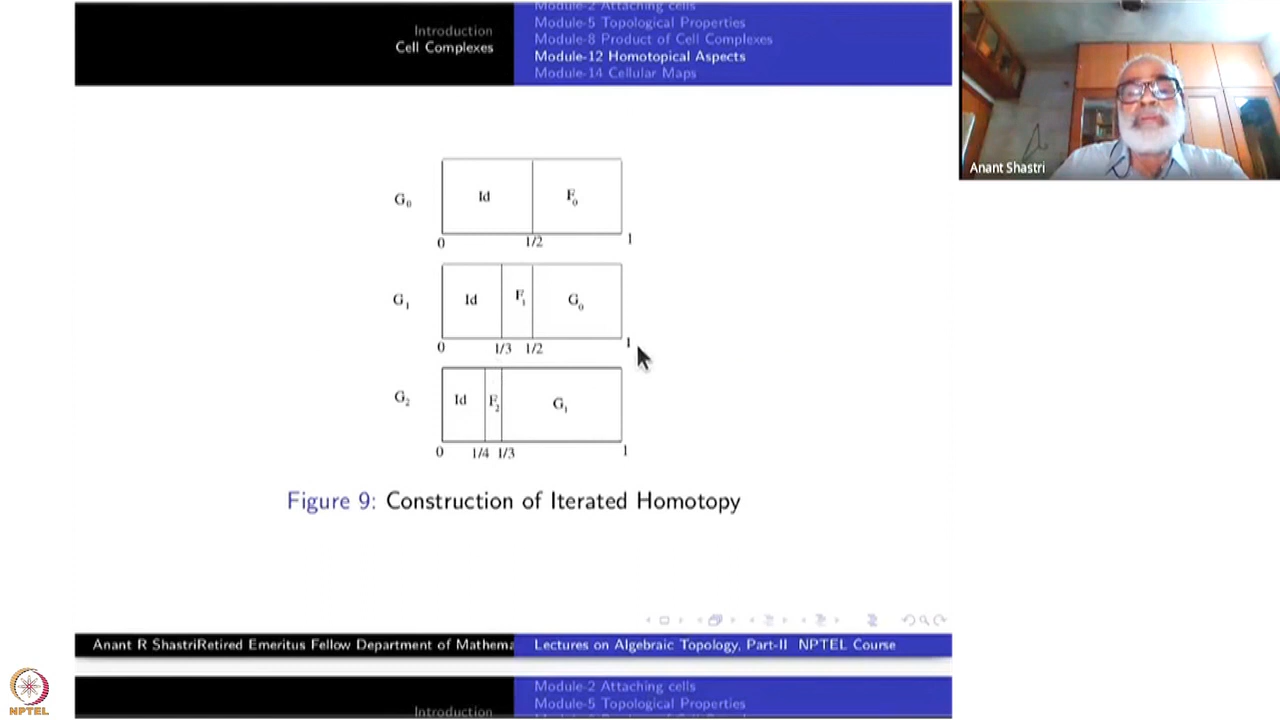 Introduction
Cell Complexes
Module-2 Attaching cells
Module-5 Topological Properties
Module-8 Product of Cell Complexes
Module-12 Homotopical Aspects
Module-14 Cellular Maps
Anant Shastri
G₀ Id F₀
0 1/2 1
G₁ Id F₁ G₀
0 1/3 1/2 1
G₂ Id F₂ G₁
0 1/4 1/3 1
Figure 9: Construction of Iterated Homotopy
Anant R ShastriRetired Emeritus Fellow Department of Mathema
Lectures on Algebraic Topology, Part-II NPTEL Course
Introduction
Module-2 Attaching cells
Module-5 Topological Properties
NPTEL